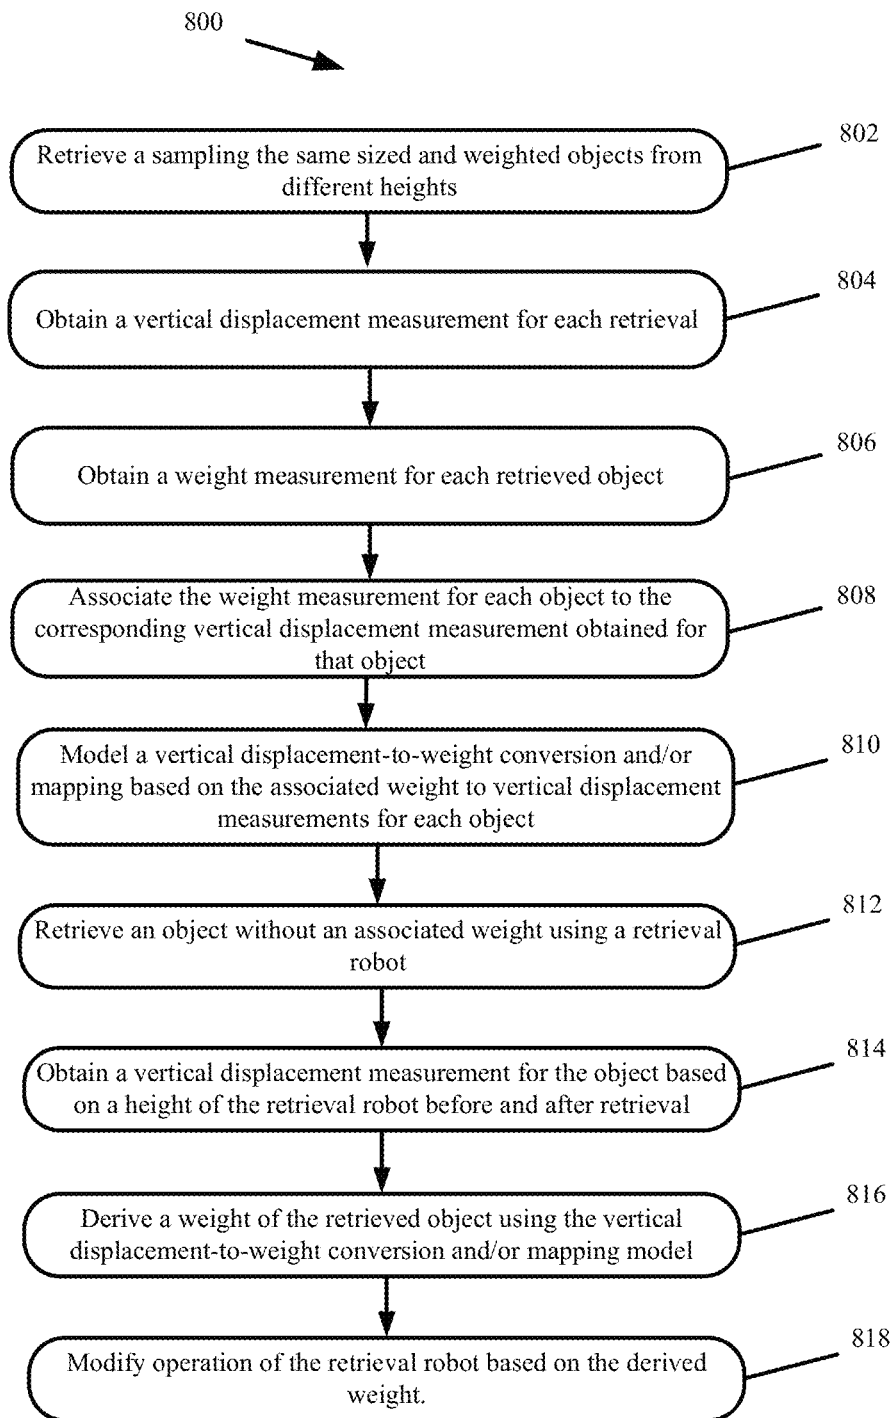 800
802
Retrieve a sampling the same sized and weighted objects from
different heights
804
Obtain a vertical displacement measurement for each retrieval
806
Obtain a weight measurement for each retrieved object
808
Associate the weight measurement for each object to the
corresponding vertical displacement measurement obtained for
that object
810
Model a vertical displacement-to-weight conversion and/or
mapping based on the associated weight to vertical displacement
measurements for each object
812
Retrieve an object without an associated weight using a retrieval
robot
814
Obtain a vertical displacement measurement for the object based
on a height of the retrieval robot before and after retrieval
816
Derive a weight of the retrieved object using the vertical
displacement-to-weight conversion and/or mapping model
818
Modify operation of the retrieval robot based on the derived
weight.